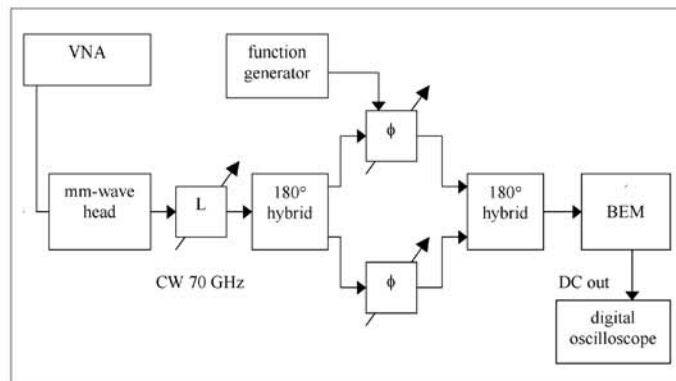 VNA
function
generator
ϕ
mm-wave
head
L
180°
hybrid
180°
hybrid
BEM
CW 70 GHz
ϕ
DC out
digital
oscilloscope